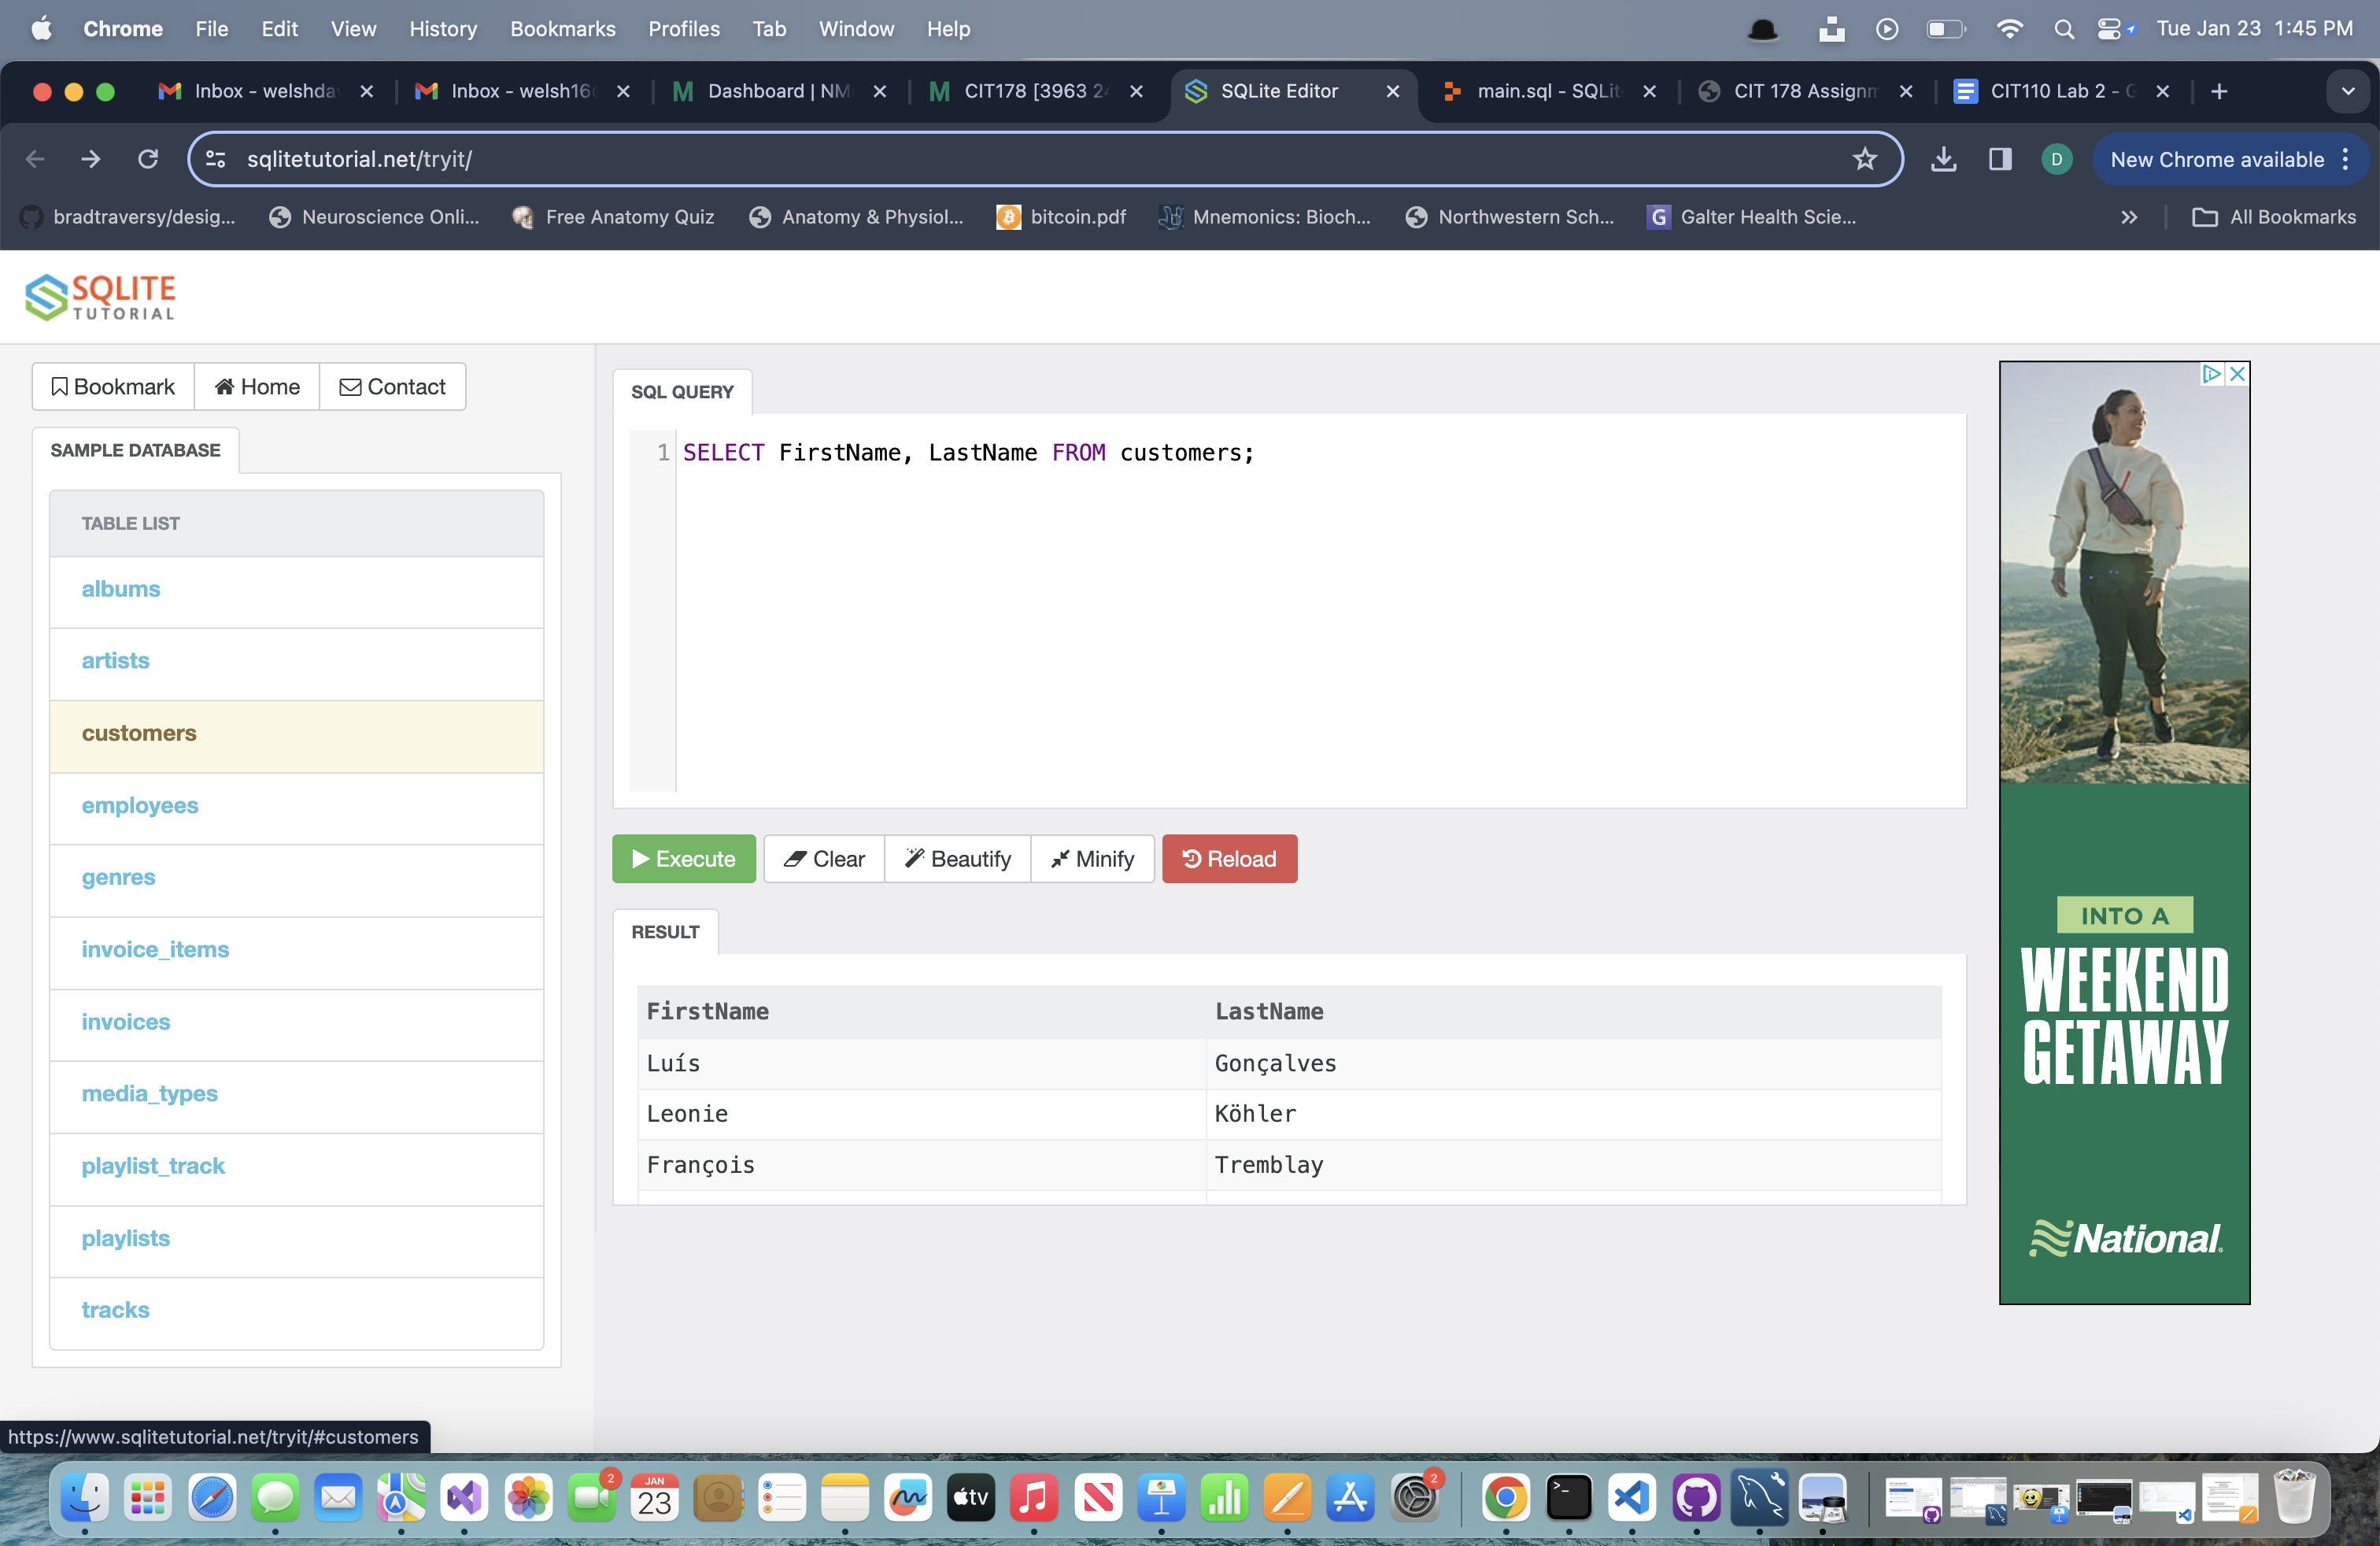 Chrome File Edit View History Bookmarks Profiles Tab Window Help Tue Jan 23 1:45 PM
Inbox - welshda Inbox - welsh16 Dashboard | NM CIT178 [3963 24 SQLite Editor main.sql - SQLit CIT 178 Assignm CIT110 Lab 2 - G
sqlitetutorial.net/tryit/ D New Chrome available
bradtraversy/desig... Neuroscience Onli... Free Anatomy Quiz Anatomy & Physiol... bitcoin.pdf Mnemonics: Bioch... Northwestern Sch... G Galter Health Scie... All Bookmarks
SQLITE
TUTORIAL
Bookmark Home Contact
SAMPLE DATABASE
TABLE LIST
albums
artists
customers
employees
genres
invoice_items
invoices
media_types
playlist_track
playlists
tracks
SQL QUERY
1 SELECT FirstName, LastName FROM customers;
Execute Clear Beautify Minify Reload
RESULT
FirstName LastName
Luís Gonçalves
Leonie Köhler
François Tremblay
INTO A
WEEKEND
GETAWAY
National
https://www.sqlitetutorial.net/tryit/#customers
2
JAN
23
tv
2